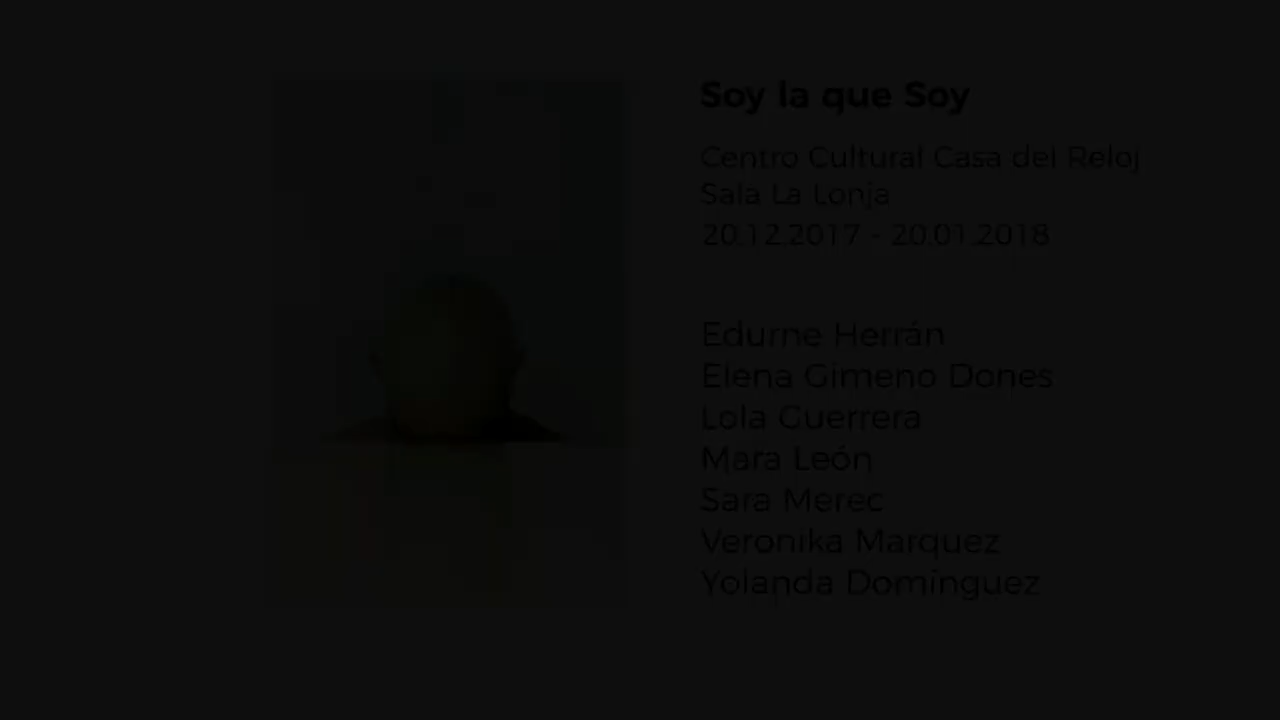 Soy la que Soy
Centro Cultural Casa del Reloj
Sala La Lonja
20.12.2017 - 20.01.2018
Edurne Herrán
Elena Gimeno Dones
Lola Guerrera
Mara León
Sara Merec
Veronika Marquez
Yolanda Domínguez